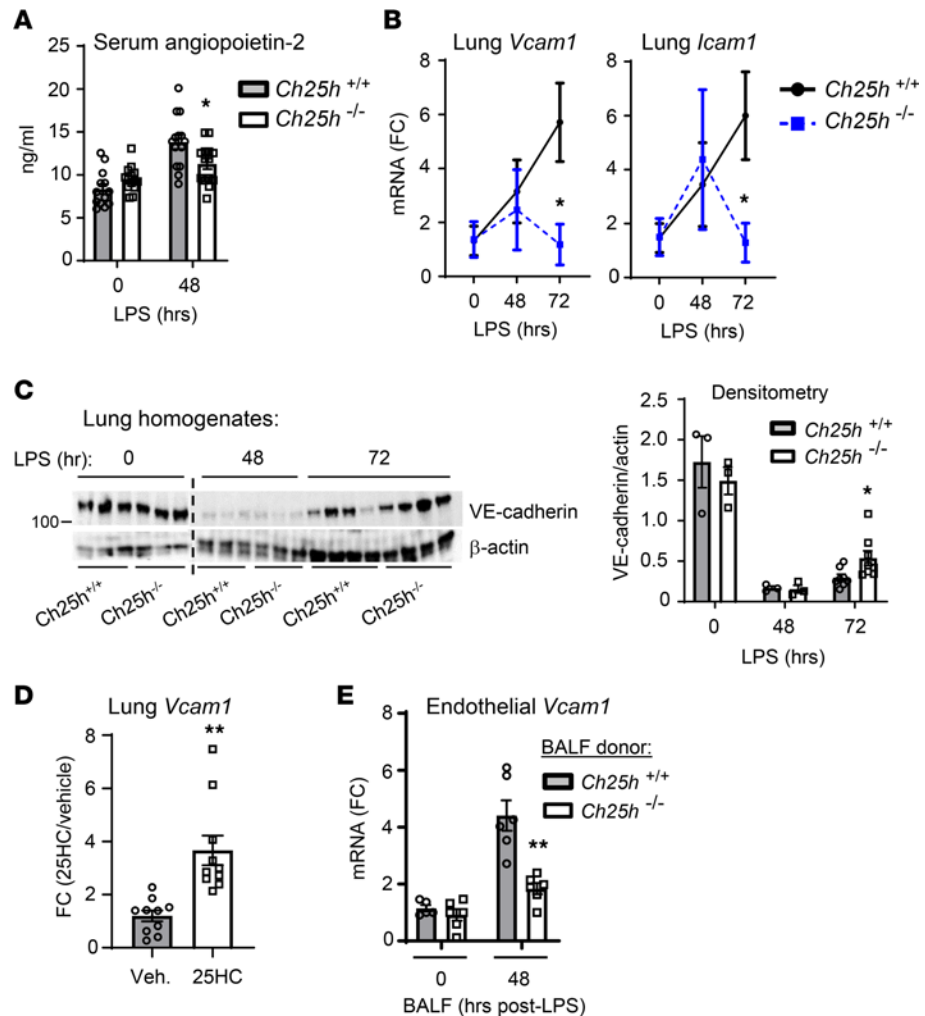 A
Serum angiopoietin-2
25
20
15
10
5
0
ng/ml
*
Ch25h +/+
Ch25h -/-
0 48
LPS (hrs)
B
Lung Vcam1
8
6
4
2
0
mRNA (FC)
*
0 48 72
LPS (hrs)
Lung Icam1
8
6
4
2
0
*
0 48 72
LPS (hrs)
Ch25h +/+
Ch25h -/-
C
Lung homogenates:
LPS (hr): 0 48 72
100
VE-cadherin
β-actin
Ch25h+/+ Ch25h-/- Ch25h+/+ Ch25h-/- Ch25h+/+ Ch25h-/-
Densitometry
2.5
2.0
1.5
1.0
0.5
0
VE-cadherin/actin
Ch25h +/+
Ch25h -/-
*
0 48 72
LPS (hrs)
D
Lung Vcam1
8
6
4
2
0
FC (25HC/vehicle)
**
Veh. 25HC
E
Endothelial Vcam1
8
6
4
2
0
mRNA (FC)
BALF donor:
Ch25h +/+
Ch25h -/-
**
0 48
BALF (hrs post-LPS)